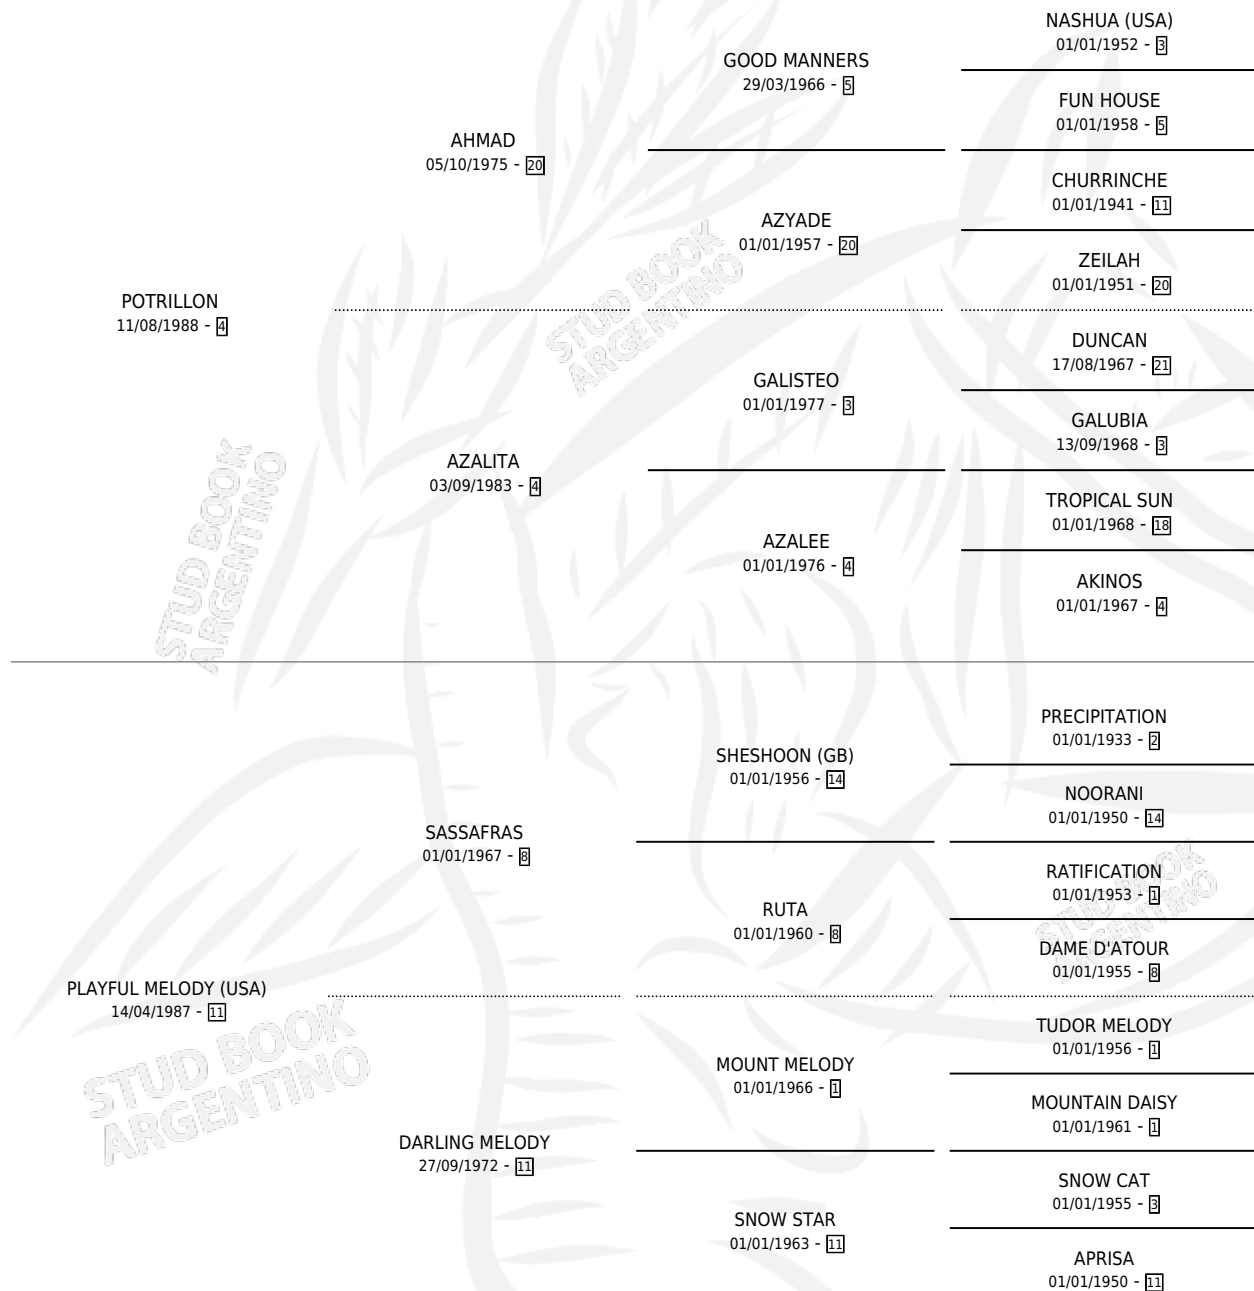 NASHUA (USA)
01/01/1952 - 3
GOOD MANNERS
29/03/1966 - 5
FUN HOUSE
01/01/1958 - 5
AHMAD
05/10/1975 - 20
CHURRINCHE
01/01/1941 - 11
AZYADE
01/01/1957 - 20
ZEILAH
01/01/1951 - 20
POTRILLON
11/08/1988 - 4
DUNCAN
17/08/1967 - 21
GALISTEO
01/01/1977 - 3
GALUBIA
13/09/1968 - 3
AZALITA
03/09/1983 - 4
TROPICAL SUN
01/01/1968 - 18
AZALEE
01/01/1976 - 4
AKINOS
01/01/1967 - 4
STUD BOOK
ARGENTINO
STUD BOOK
ARGENTINO
PRECIPITATION
01/01/1933 - 2
SHESHOON (GB)
01/01/1956 - 14
NOORANI
01/01/1950 - 14
SASSAFRAS
01/01/1967 - 8
RATIFICATION
01/01/1953 - 1
RUTA
01/01/1960 - 8
DAME D'ATOUR
01/01/1955 - 8
STUD BOOK
ARGENTINO
PLAYFUL MELODY (USA)
14/04/1987 - 11
TUDOR MELODY
01/01/1956 - 1
MOUNT MELODY
01/01/1966 - 1
MOUNTAIN DAISY
01/01/1961 - 1
DARLING MELODY
27/09/1972 - 11
SNOW CAT
01/01/1955 - 3
SNOW STAR
01/01/1963 - 11
APRISA
01/01/1950 - 11
STUD BOOK
ARGENTINO